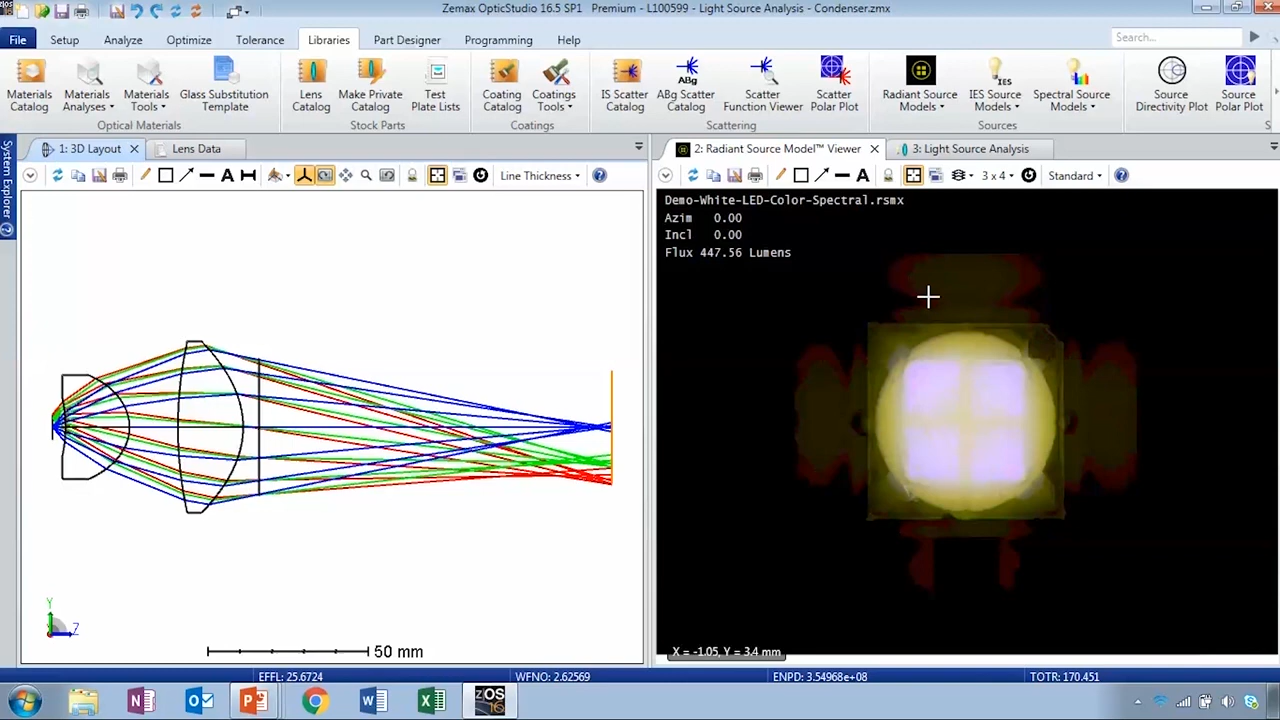 Zemax OpticStudio 16.5 SP1   Premium - L100599 - Light Source Analysis - Condenser.zmx
File Setup Analyze Optimize Tolerance Libraries Part Designer Programming Help Search...
Materials Catalog
Materials Analyses
Materials Tools
Glass Substitution Template
Lens Catalog
Make Private Catalog
Test Plate Lists
Coating Catalog
Coatings Tools
IS Scatter Catalog
ABg
ABg Scatter Catalog
Scatter Function Viewer
Scatter Polar Plot
Radiant Source Models
IES
IES Source Models
Spectral Source Models
Source Directivity Plot
Source Polar Plot
Optical Materials Stock Parts Coatings Scattering Sources S
System Explorer
1: 3D Layout Lens Data
2: Radiant Source Model™ Viewer 3: Light Source Analysis
A H Line Thickness
A 3 x 4 Standard
Demo-White-LED-Color-Spectral.rsmx
Azim 0.00
Incl 0.00
Flux 447.56 Lumens
Y
Z
50 mm
X = -1.05, Y = 3.4 mm
EFFL: 25.6724 WFNO: 2.62569 ENPD: 3.54968e+08 TOTR: 170.451
ZOS
16